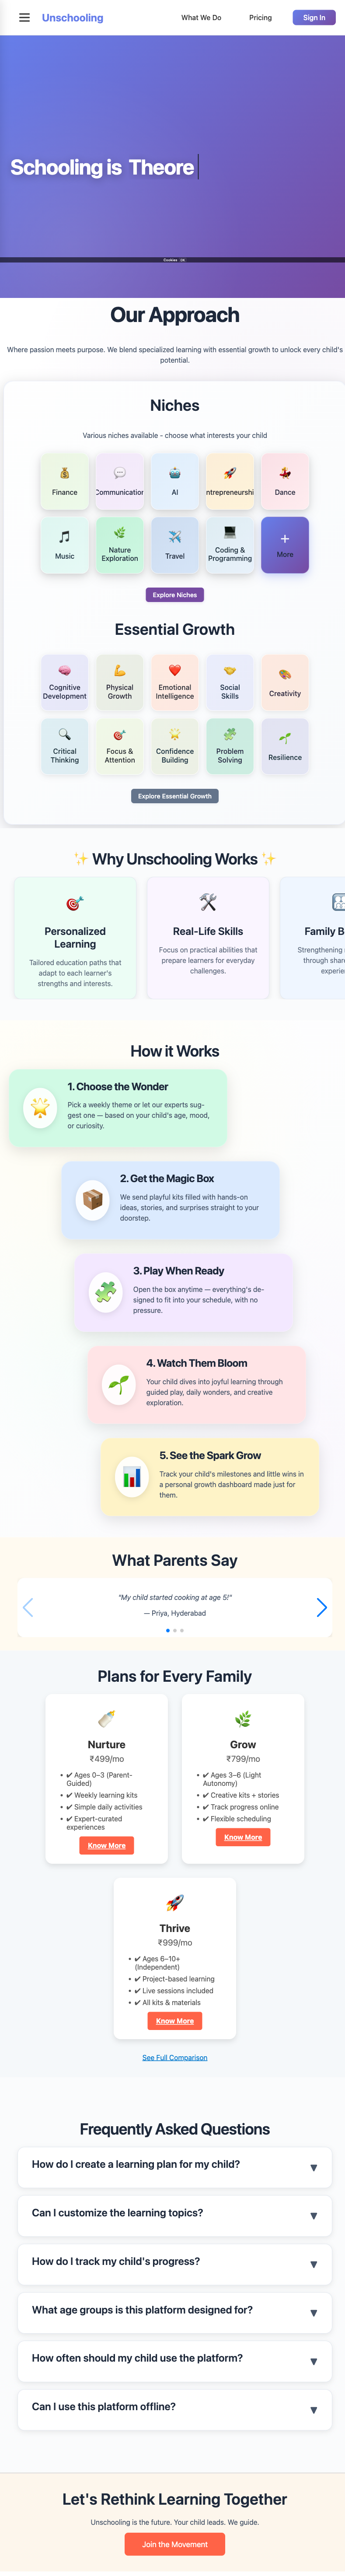 Unschooling
What We Do
Pricing
Sign In
Schooling is Theore
Cookies OK
Our Approach
Where passion meets purpose. We blend specialized learning with essential growth to unlock every child's
potential.
Niches
Various niches available - choose what interests your child
Finance
Communication
AI
ntrepreneurshi
Dance
Music
Nature
Exploration
Travel
Coding &
Programming
+
More
Explore Niches
Essential Growth
Cognitive
Development
Physical
Growth
Emotional
Intelligence
Social
Skills
Creativity
Critical
Thinking
Focus &
Attention
Confidence
Building
Problem
Solving
Resilience
Explore Essential Growth
✨ Why Unschooling Works ✨
Personalized
Learning
Tailored education paths that
adapt to each learner's
strengths and interests.
Real-Life Skills
Focus on practical abilities that
prepare learners for everyday
challenges.
Family B
Strengthening
through shar
experie
How it Works
1. Choose the Wonder
Pick a weekly theme or let our experts sug-
gest one — based on your child's age, mood,
or curiosity.
2. Get the Magic Box
We send playful kits filled with hands-on
ideas, stories, and surprises straight to your
doorstep.
3. Play When Ready
Open the box anytime — everything's de-
signed to fit into your schedule, with no
pressure.
4. Watch Them Bloom
Your child dives into joyful learning through
guided play, daily wonders, and creative
exploration.
5. See the Spark Grow
Track your child's milestones and little wins in
a personal growth dashboard made just for
them.
What Parents Say
"My child started cooking at age 5!"
— Priya, Hyderabad
Plans for Every Family
Nurture
₹499/mo
• ✔ Ages 0–3 (Parent-
Guided)
• ✔ Weekly learning kits
• ✔ Simple daily activities
• ✔ Expert-curated
experiences
Know More
Grow
₹799/mo
• ✔ Ages 3–6 (Light
Autonomy)
• ✔ Creative kits + stories
• ✔ Track progress online
• ✔ Flexible scheduling
Know More
Thrive
₹999/mo
• ✔ Ages 6–10+
(Independent)
• ✔ Project-based learning
• ✔ Live sessions included
• ✔ All kits & materials
Know More
See Full Comparison
Frequently Asked Questions
How do I create a learning plan for my child?
Can I customize the learning topics?
How do I track my child's progress?
What age groups is this platform designed for?
How often should my child use the platform?
Can I use this platform offline?
Let's Rethink Learning Together
Unschooling is the future. Your child leads. We guide.
Join the Movement